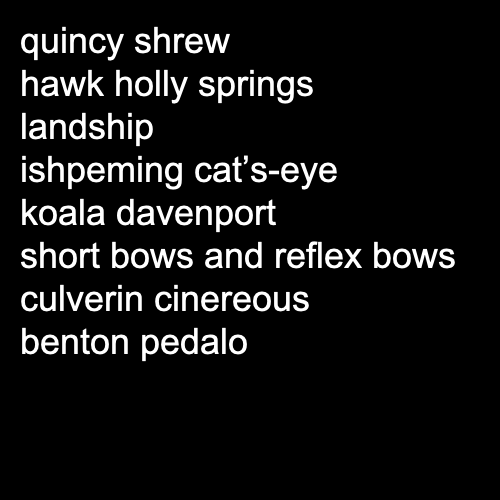 quincy shrew
hawk holly springs
landship
ishpeming cat’s-eye
koala davenport
short bows and reflex bows
culverin cinereous
benton pedalo